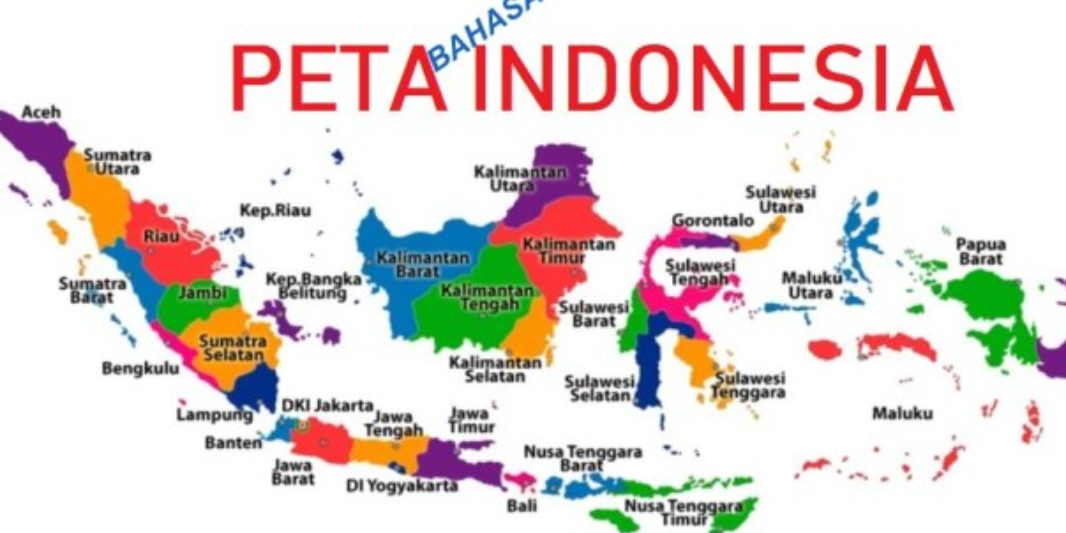 BAHASA
PETA INDONESIA
Aceh
Sumatra
Utara
Kep.Riau
Riau
Sumatra
Barat
Jambi
Kep.Bangka
Belitung
Sumatra
Selatan
Bengkulu
Lampung
DKI Jakarta
Banten
Jawa
Barat
Jawa
Tengah
DI Yogyakarta
Jawa
Timur
Bali
Kalimantan
Utara
Kalimantan
Barat
Kalimantan
Timur
Kalimantan
Tengah
Kalimantan
Selatan
Sulawesi
Utara
Gorontalo
Sulawesi
Tengah
Sulawesi
Barat
Sulawesi
Selatan
Sulawesi
Tenggara
Maluku
Utara
Papua
Barat
Maluku
Nusa Tenggara
Barat
Nusa Tenggara
Timur